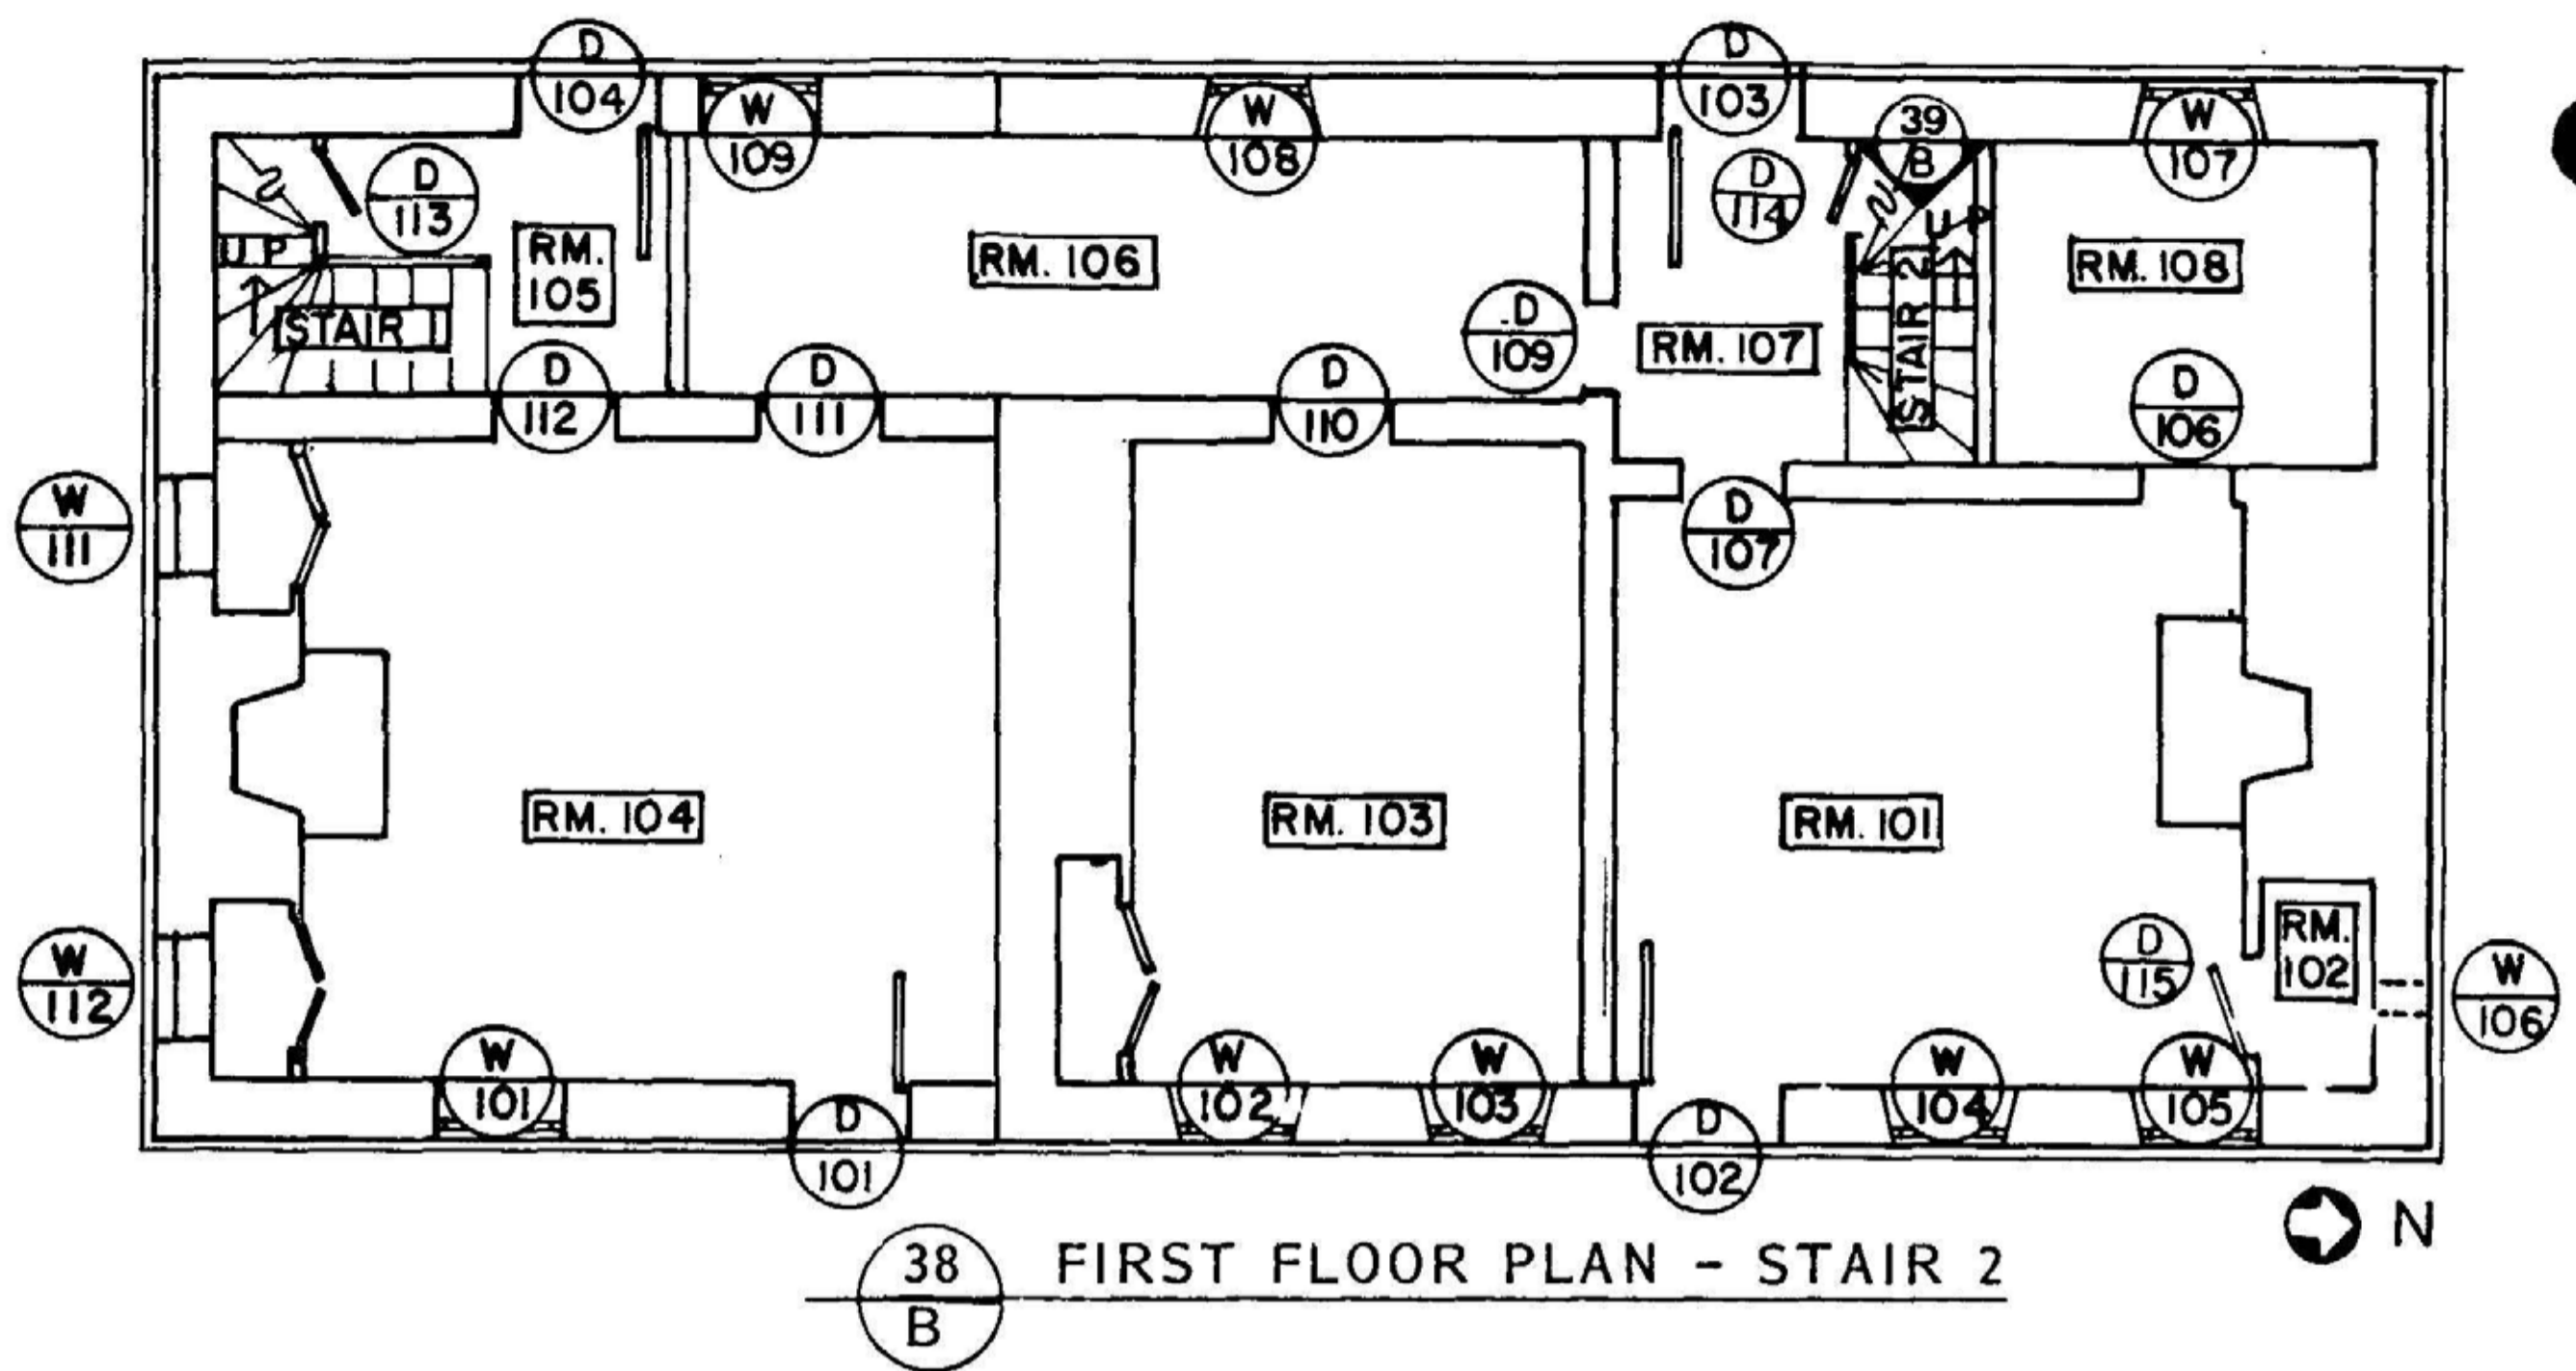 D
104
D
103
W
109
W
108
39
B
W
107
D
113
D
114
UP
RM.
105
RM. 106
UP
RM. 108
STAIR 1
D
109
RM. 107
STAIR 2
D
112
D
111
D
110
D
106
W
111
D
107
RM. 104
RM. 103
RM. 101
W
112
D
115
RM.
102
W
106
W
101
W
102
W
103
W
104
W
105
D
101
D
102
N
38
B
FIRST FLOOR PLAN - STAIR 2